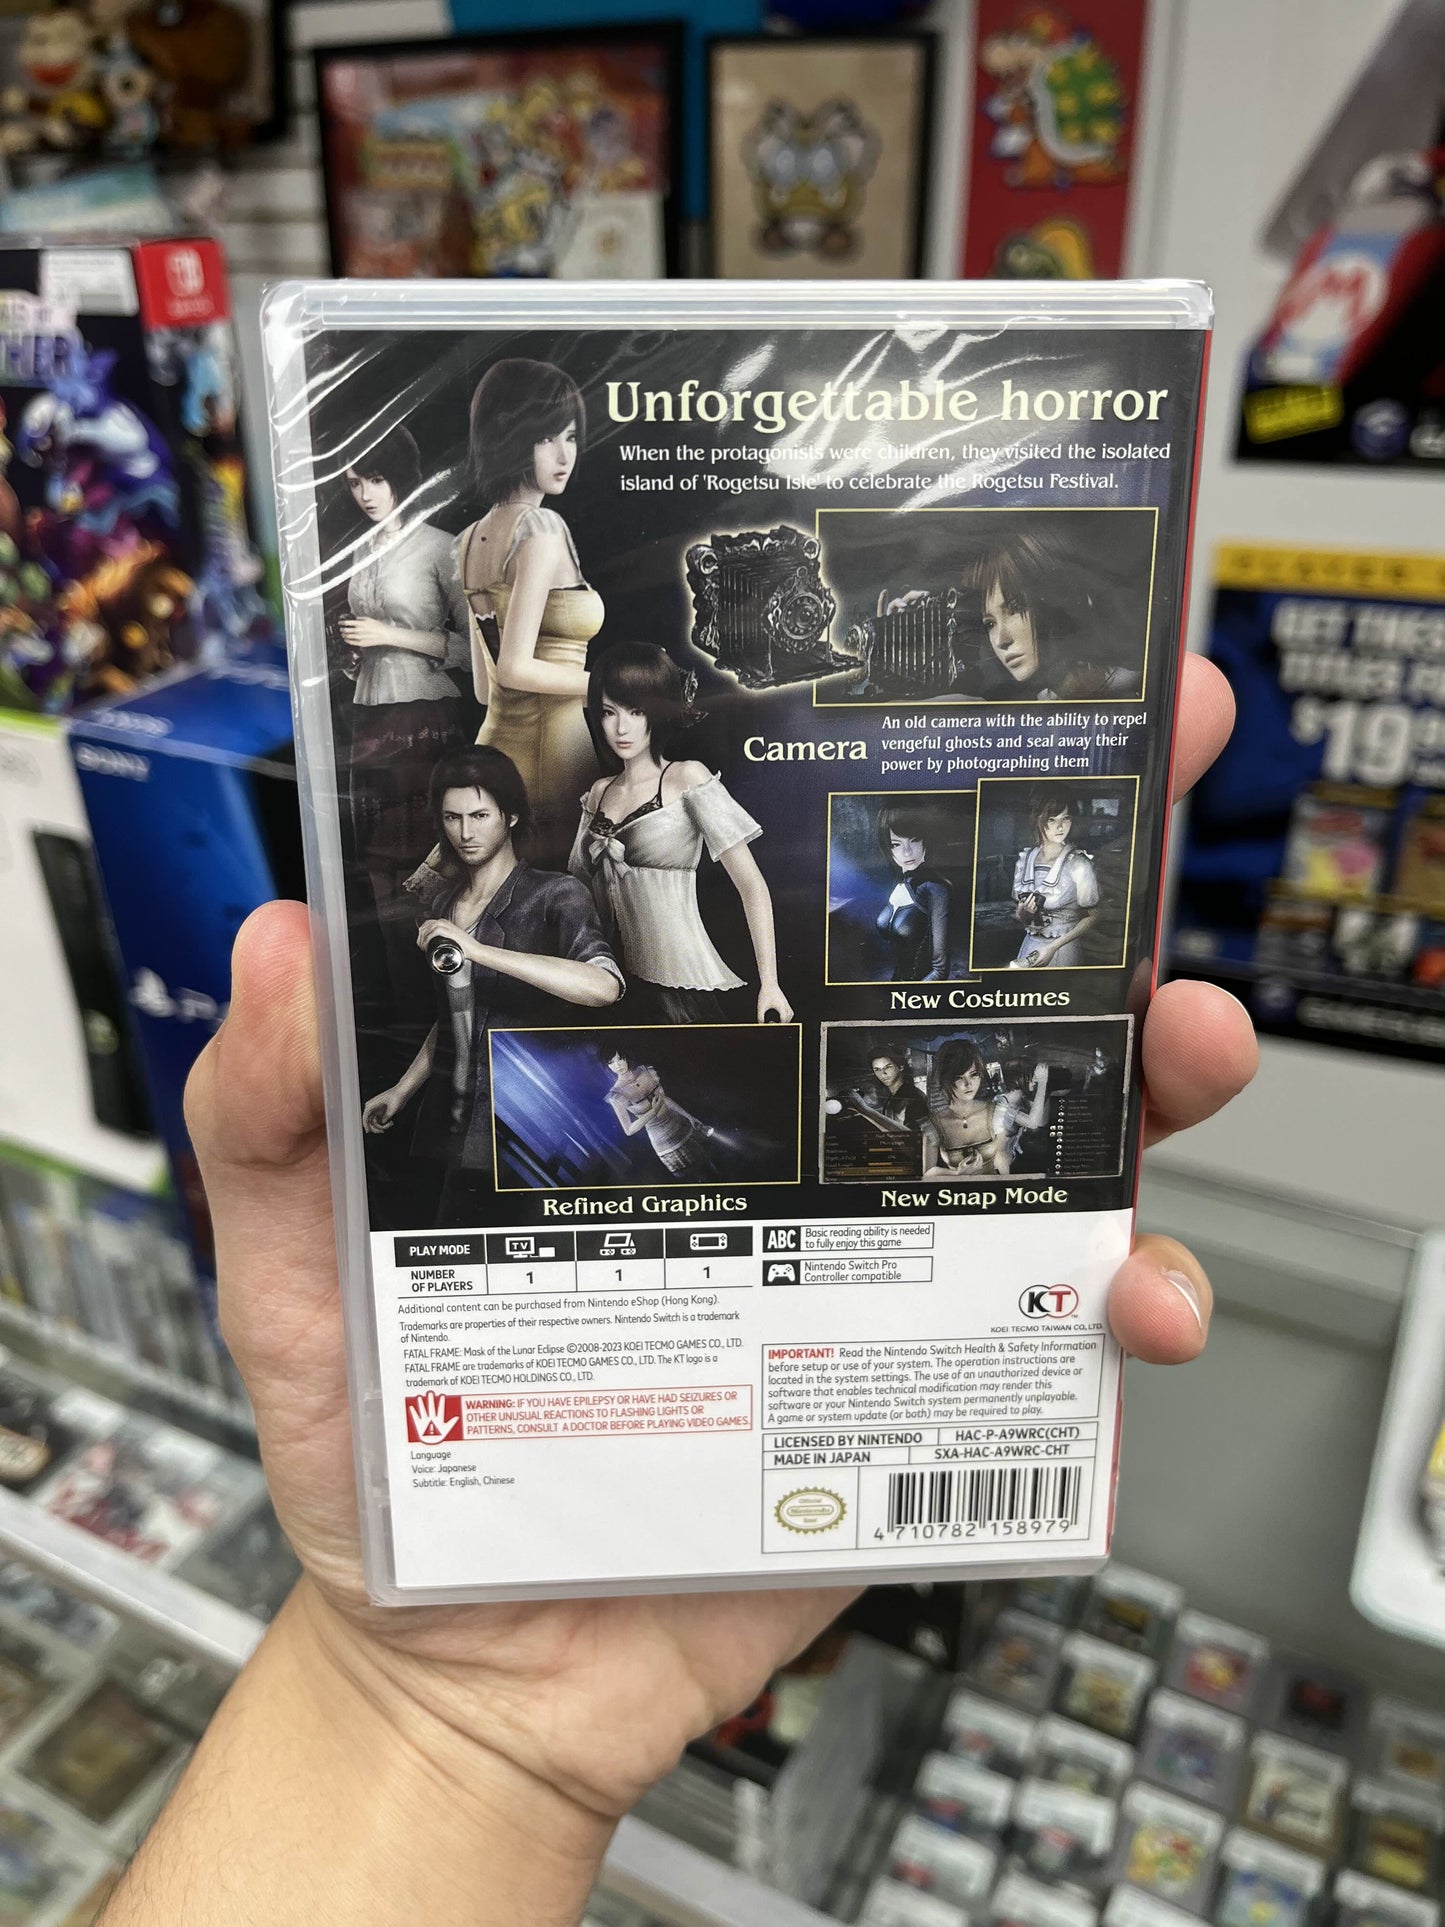 Unforgettable horror
When the protagonists were children, they visited the isolated
island of 'Rogetsu Isle' to celebrate the Rogetsu Festival.
Camera
An old camera with the ability to repel
vengeful ghosts and seal away their
power by photographing them
New Costumes
Refined Graphics
New Snap Mode
PLAY MODE
TV
NUMBER
OF PLAYERS
1
1
1
ABC
Basic reading ability is needed
to fully enjoy this game
Nintendo Switch Pro
Controller compatible
Additional content can be purchased from Nintendo eShop (Hong Kong).
Trademarks are properties of their respective owners. Nintendo Switch is a trademark
of Nintendo.
FATAL FRAME: Mask of the Lunar Eclipse ©2008-2023 KOEI TECMO GAMES CO., LTD.
FATAL FRAME are trademarks of KOEI TECMO GAMES CO., LTD. The KT logo is a
trademark of KOEI TECMO HOLDINGS CO., LTD.
WARNING: IF YOU HAVE EPILEPSY OR HAVE HAD SEIZURES OR
OTHER UNUSUAL REACTIONS TO FLASHING LIGHTS OR
PATTERNS, CONSULT A DOCTOR BEFORE PLAYING VIDEO GAMES.
Language
Voice: Japanese
Subtitle: English, Chinese
KT
KOEI TECMO TAIWAN CO., LTD.
IMPORTANT! Read the Nintendo Switch Health & Safety Information
before setup or use of your system. The operation instructions are
located in the system settings. The use of an unauthorized device or
software that enables technical modification may render this
software or your Nintendo Switch system permanently unplayable.
A game or system update (or both) may be required to play.
LICENSED BY NINTENDO
HAC-P-A9WRC(CHT)
MADE IN JAPAN
SXA-HAC-A9WRC-CHT
Official
Nintendo
Seal
4 710782 158979
SONY
GET THESE
TITLES FO
$19